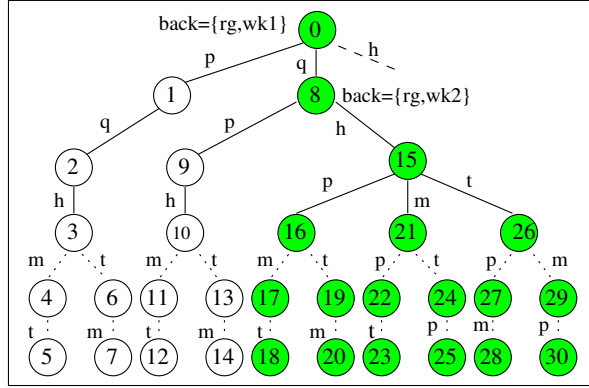 back={rg,wk1} 0
p q h
1 8 back={rg,wk2}
q p h
2 9 15
h h p m t
3 10 16 21 26
m t m t m t p t p m
4 6 11 13 17 19 22 24 27 29
t m t m t m t p m p
5 7 12 14 18 20 23 25 28 30